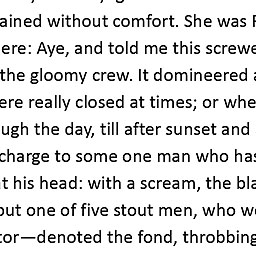 ained without comfort. She was
ere: Aye, and told me this screwe
the gloomy crew. It domineered
ere really closed at times; or whe
ugh the day, till after sunset and
charge to some one man who has
t his head: with a scream, the bla
out one of five stout men, who w
tor—denoted the fond, throbbing